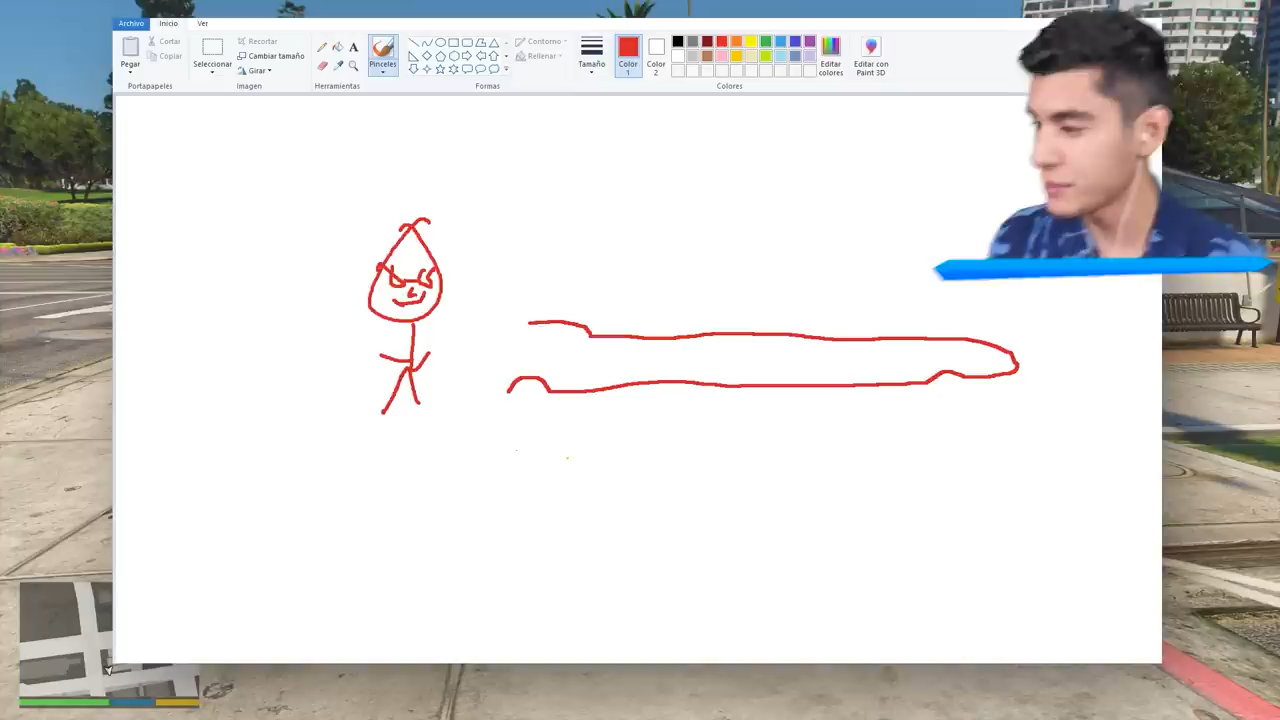 Archivo Inicio Ver
Pegar
Cortar
Copiar
Portapapeles
Seleccionar
Recortar
Cambiar tamaño
Girar
Imagen
A
Herramientas
Pinceles
Formas
Contorno
Rellenar
Tamaño
Color
1
Color
2
Colores
Editar
colores
Editar con
Paint 3D